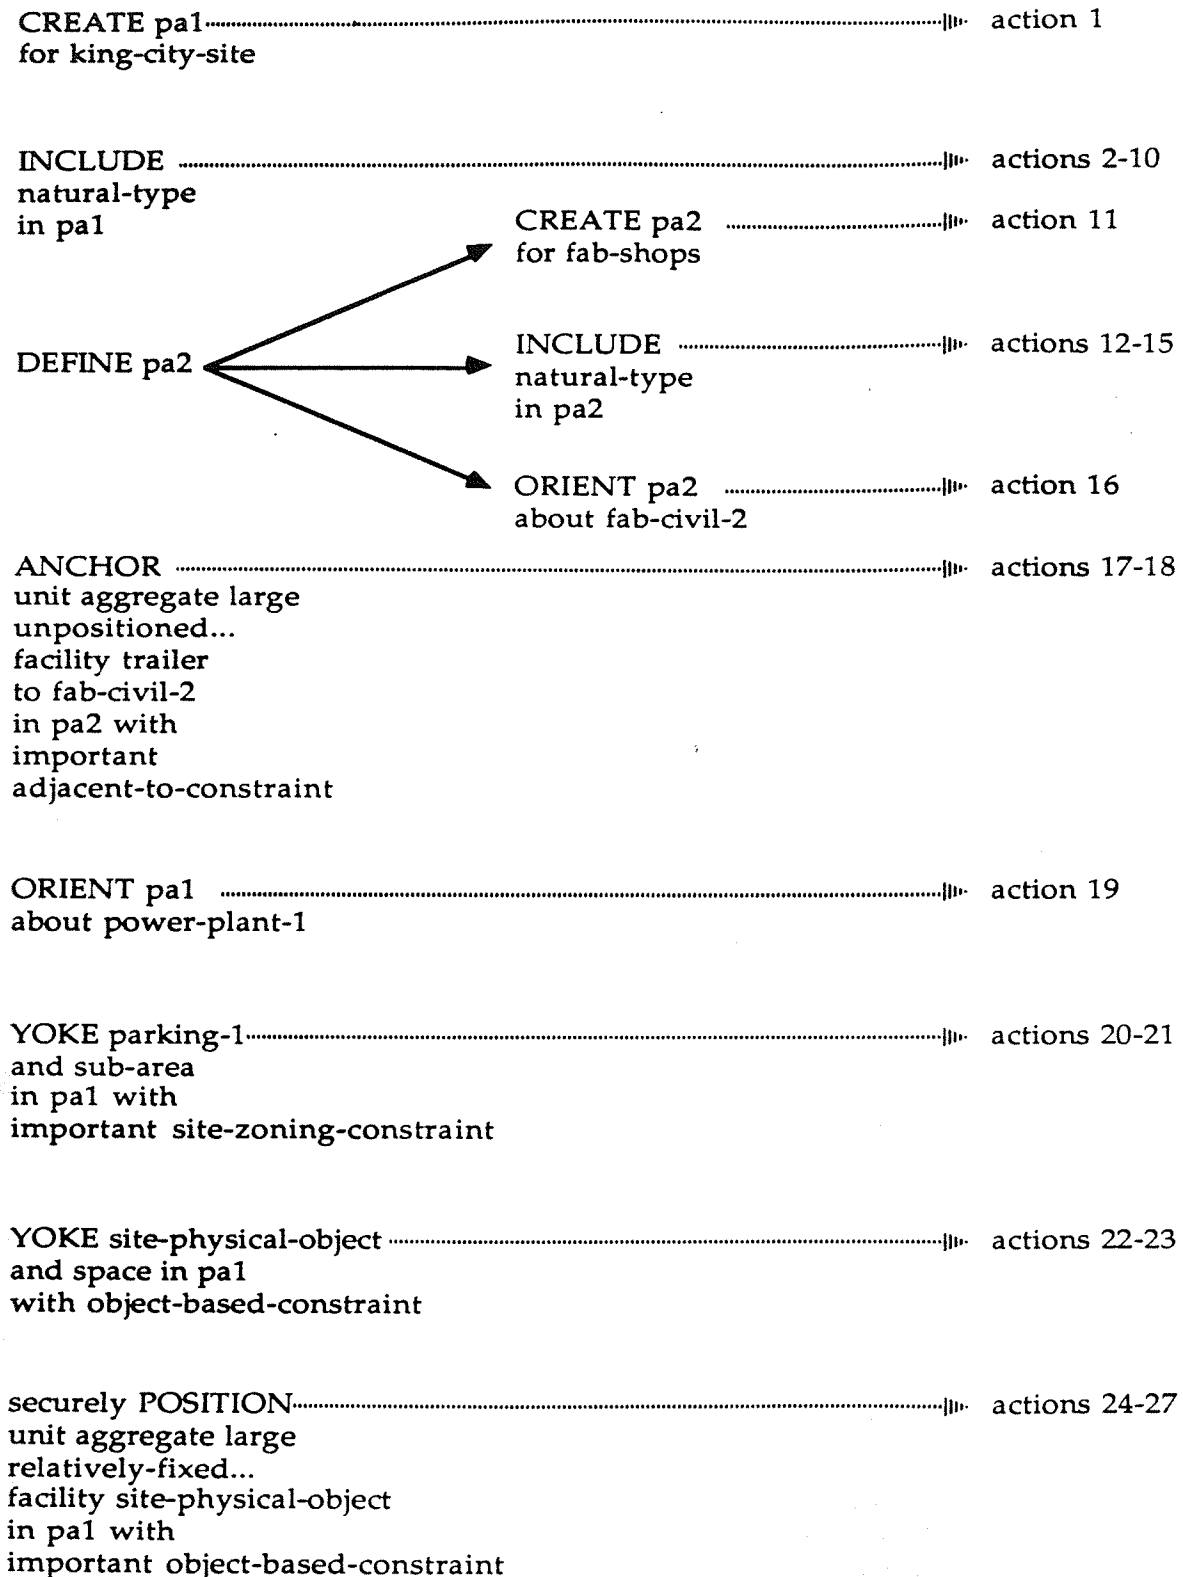 CREATE pa1 action 1
for king-city-site
INCLUDE actions 2-10
natural-type
in pa1
CREATE pa2 action 11
for fab-shops
DEFINE pa2
INCLUDE actions 12-15
natural-type
in pa2
ORIENT pa2 action 16
about fab-civil-2
ANCHOR actions 17-18
unit aggregate large
unpositioned...
facility trailer
to fab-civil-2
in pa2 with
important
adjacent-to-constraint
ORIENT pa1 action 19
about power-plant-1
YOKE parking-1 actions 20-21
and sub-area
in pa1 with
important site-zoning-constraint
YOKE site-physical-object actions 22-23
and space in pa1
with object-based-constraint
securely POSITION actions 24-27
unit aggregate large
relatively-fixed...
facility site-physical-object
in pa1 with
important object-based-constraint